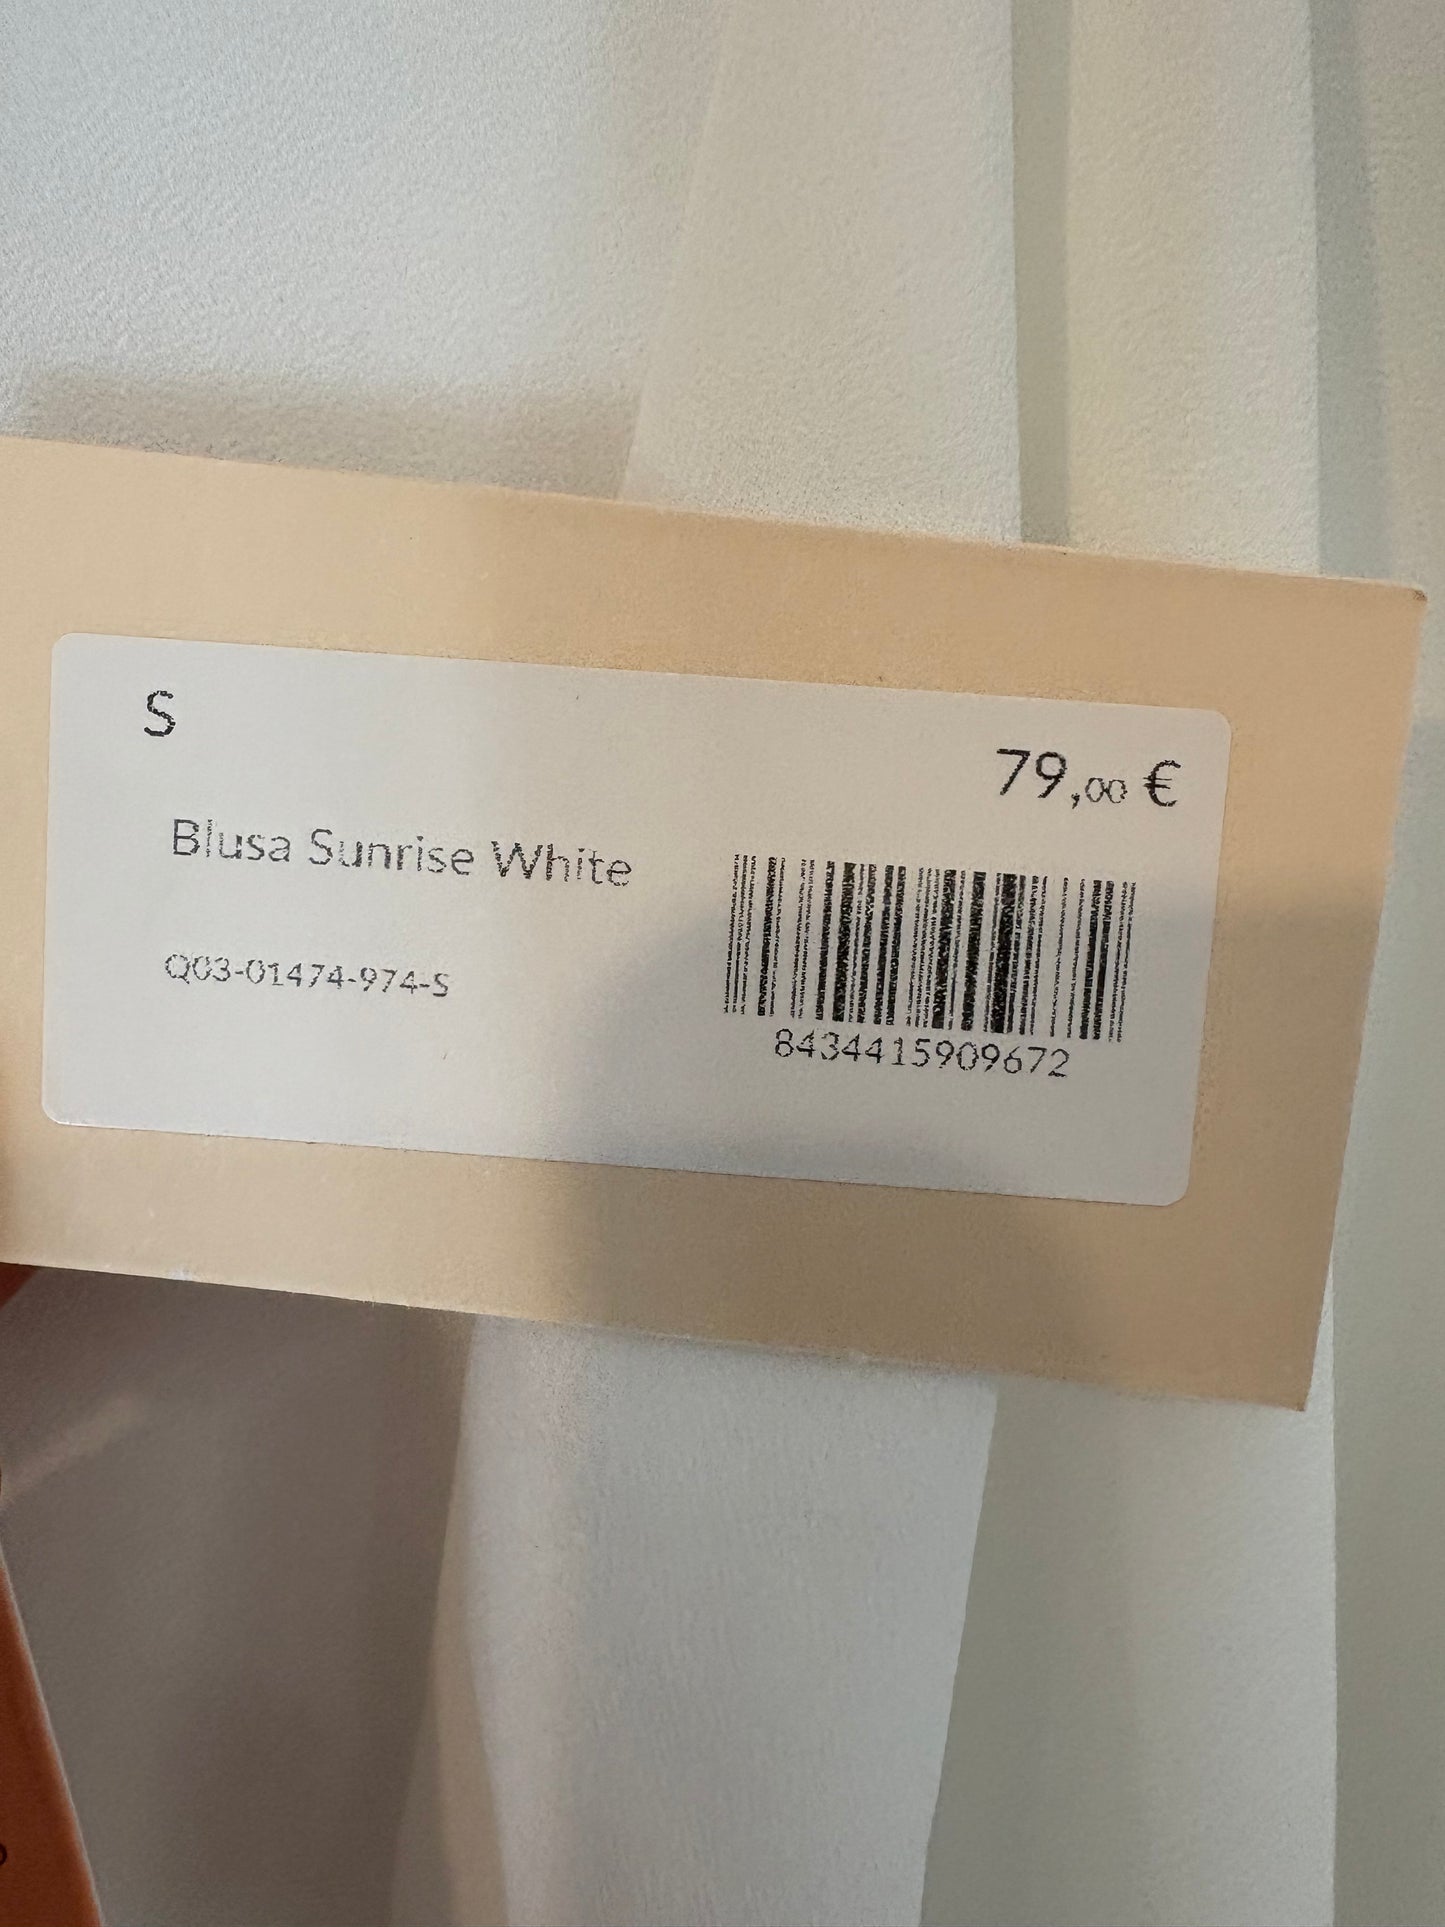 S
79,00 €
Blusa Sunrise White
Q03-01474-974-S
8434415909672